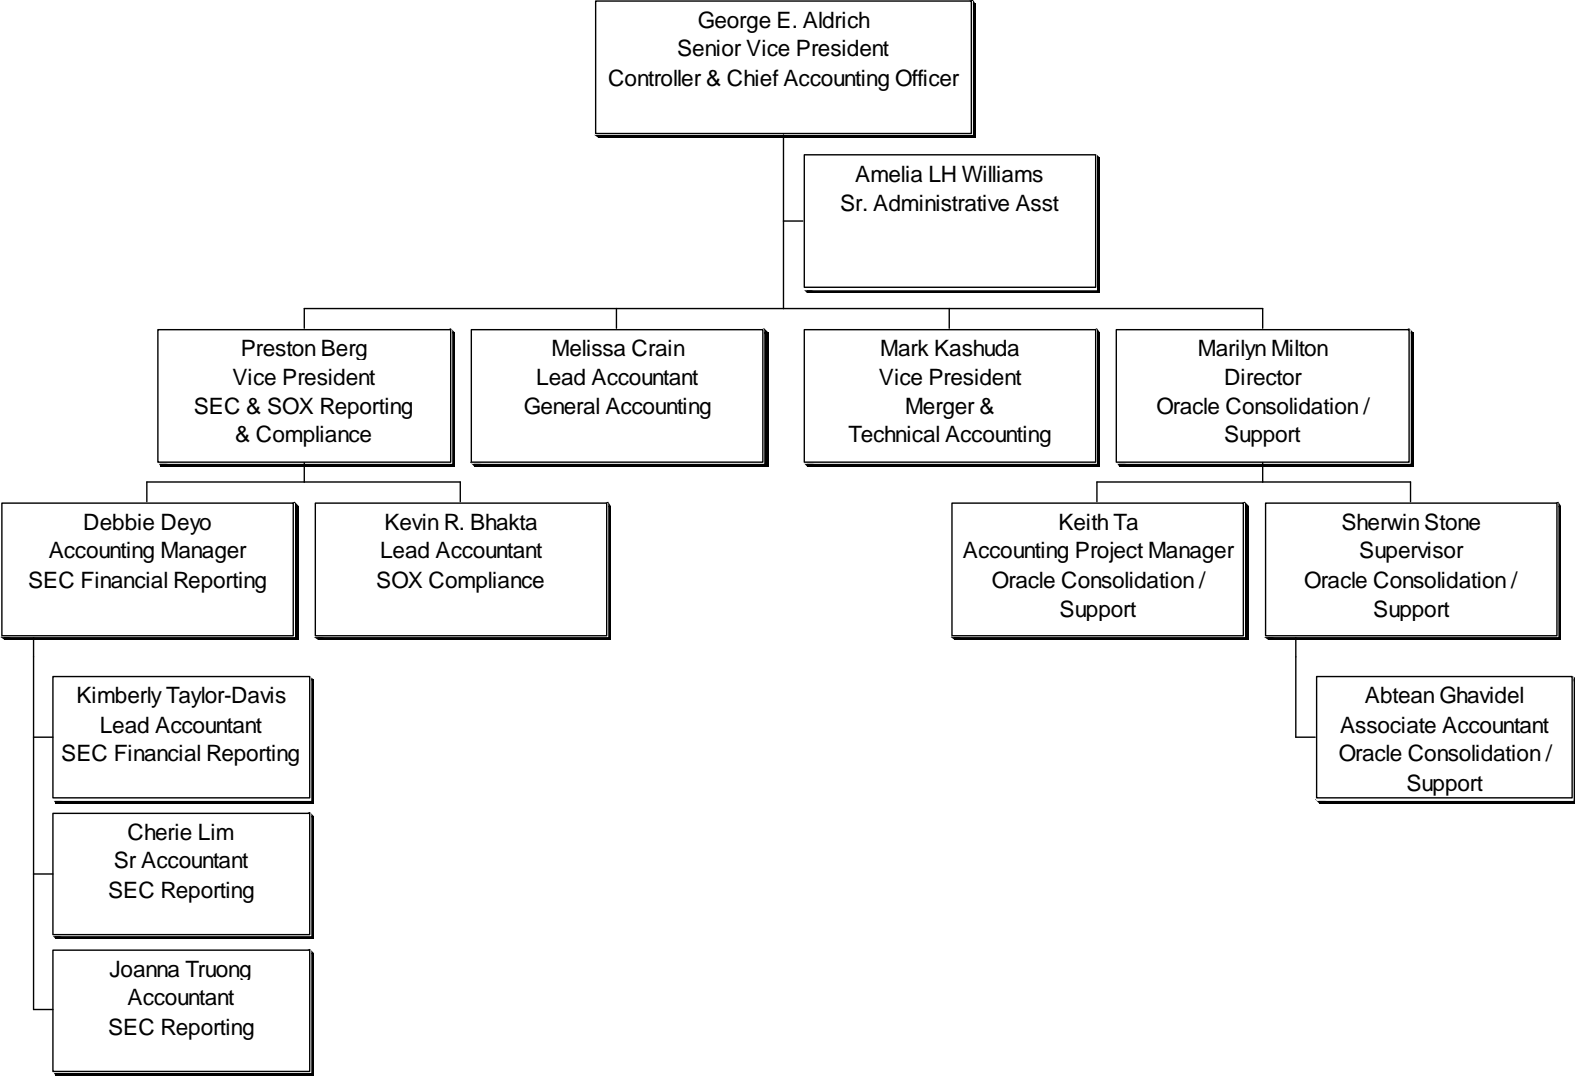 George E. Aldrich
Senior Vice President
Controller & Chief Accounting Officer
Amelia LH Williams
Sr. Administrative Asst
Preston Berg
Vice President
SEC & SOX Reporting
& Compliance
Melissa Crain
Lead Accountant
General Accounting
Mark Kashuda
Vice President
Merger &
Technical Accounting
Marilyn Milton
Director
Oracle Consolidation /
Support
Debbie Deyo
Accounting Manager
SEC Financial Reporting
Kevin R. Bhakta
Lead Accountant
SOX Compliance
Keith Ta
Accounting Project Manager
Oracle Consolidation /
Support
Sherwin Stone
Supervisor
Oracle Consolidation /
Support
Kimberly Taylor-Davis
Lead Accountant
SEC Financial Reporting
Abtean Ghavidel
Associate Accountant
Oracle Consolidation /
Support
Cherie Lim
Sr Accountant
SEC Reporting
Joanna Truong
Accountant
SEC Reporting